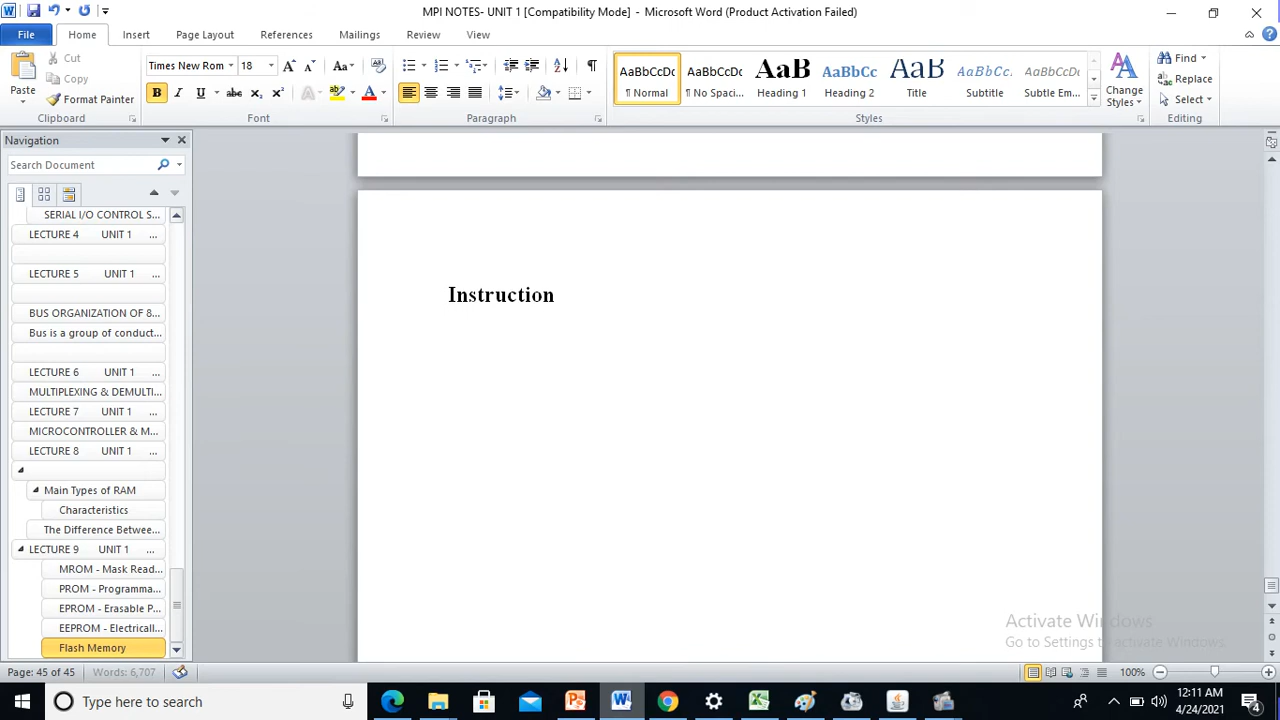 MPI NOTES- UNIT 1 [Compatibility Mode] - Microsoft Word (Product Activation Failed)
File Home Insert Page Layout References Mailings Review View
Cut
Copy
Format Painter
Paste
Clipboard
Times New Rom 18
Font
Paragraph
AaBbCcDc AaBbCcDc AaB AaBbCc AaB AaBbCc. AaBbCcDc
¶ Normal ¶ No Spaci... Heading 1 Heading 2 Title Subtitle Subtle Em...
Change
Styles
Styles
Find
Replace
Select
Editing
Navigation
Search Document
SERIAL I/O CONTROL S...
LECTURE 4 UNIT 1 ...
LECTURE 5 UNIT 1 ...
BUS ORGANIZATION OF 8...
Bus is a group of conduct...
LECTURE 6 UNIT 1 ...
MULTIPLEXING & DEMULTI...
LECTURE 7 UNIT 1 ...
MICROCONTROLLER & M...
LECTURE 8 UNIT 1 ...
Main Types of RAM
Characteristics
The Difference Betwee...
LECTURE 9 UNIT 1 ...
MROM - Mask Read...
PROM - Programma...
EPROM - Erasable P...
EEPROM - Electricall...
Flash Memory
Instruction
Activate Windows
Go to Settings to activate Windows.
Page: 45 of 45 Words: 6,707
100%
Type here to search
12:11 AM
4/24/2021
4